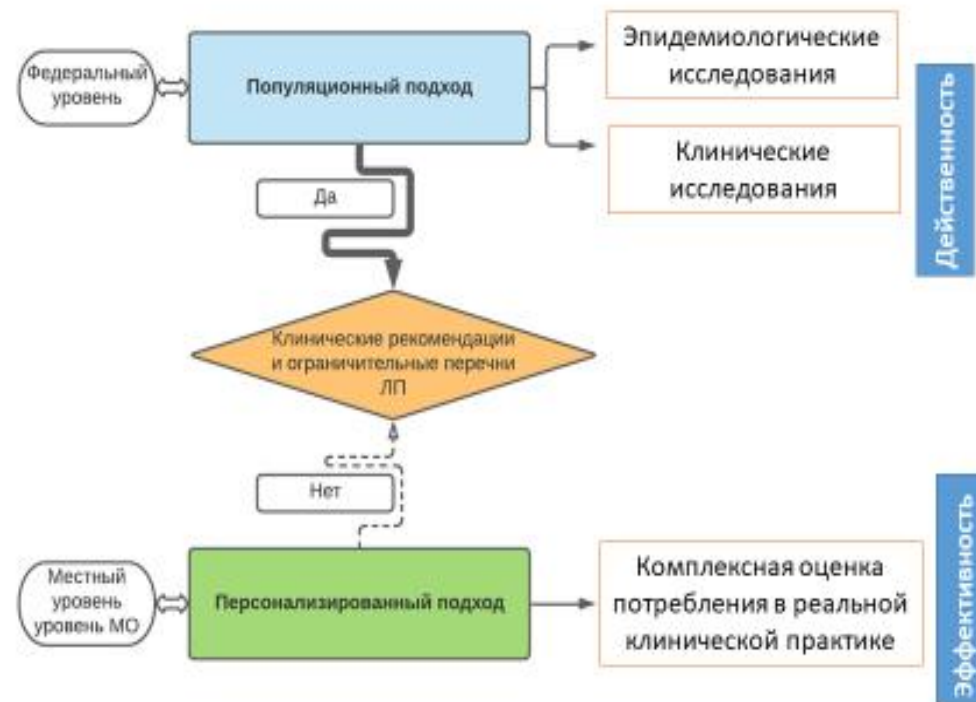 Федеральный
уровень
Популяционный подход
Эпидемиологические
исследования
Клинические
исследования
Действенность
Да
Клинические рекомендации
и ограничительные перечни
ЛП
Нет
Местный
уровень
уровень МО
Персонализированный подход
Комплексная оценка
потребления в реальной
клинической практике
Эффективность